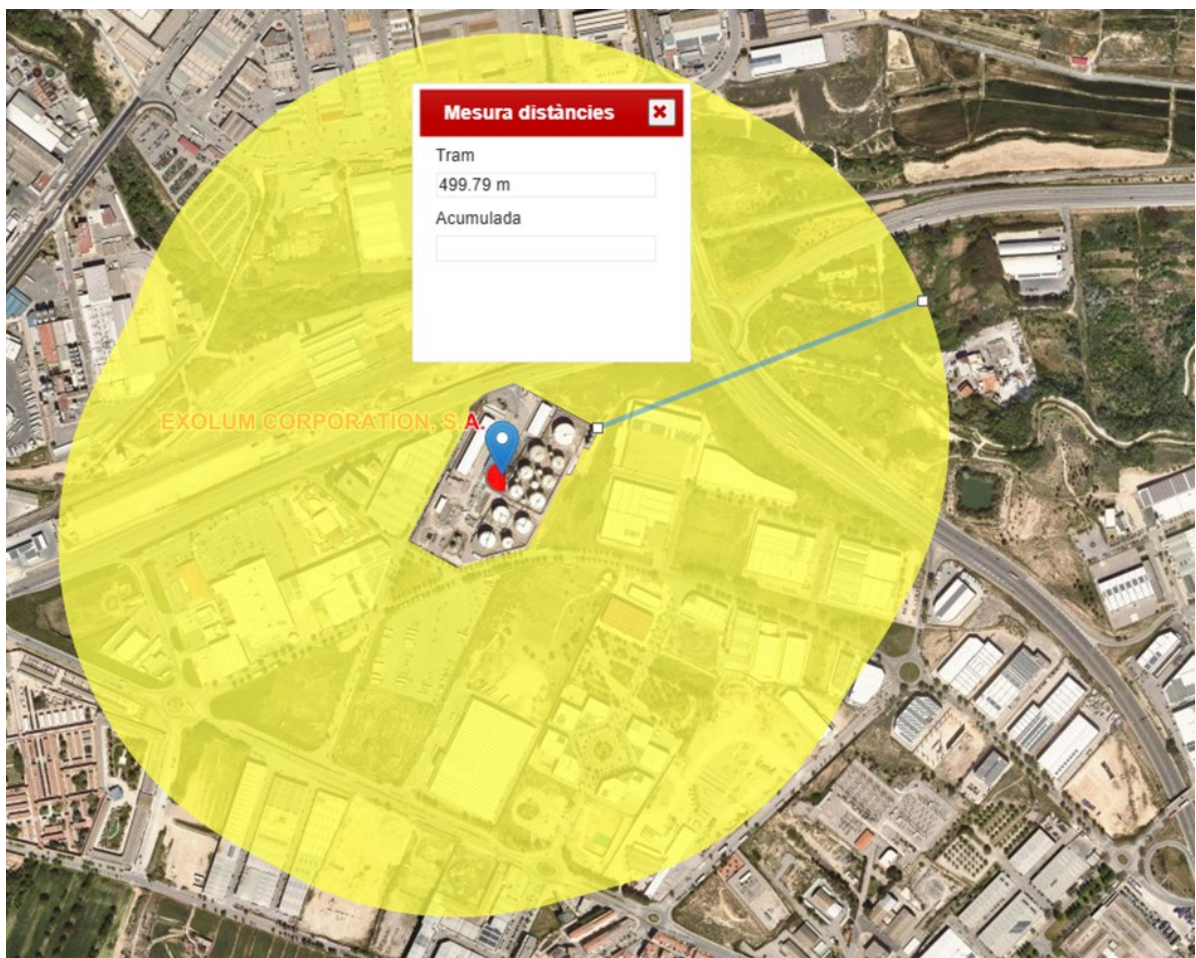 Mesura distàncies
Tram
499.79 m
Acumulada
EXOLUM CORPORATION, S.A.